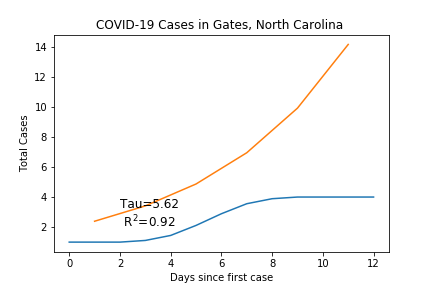 COVID-19 Cases in Gates, North Carolina
14
12
10
8
6
4
2
Total Cases
Tau=5.62
R²=0.92
0 2 4 6 8 10 12
Days since first case